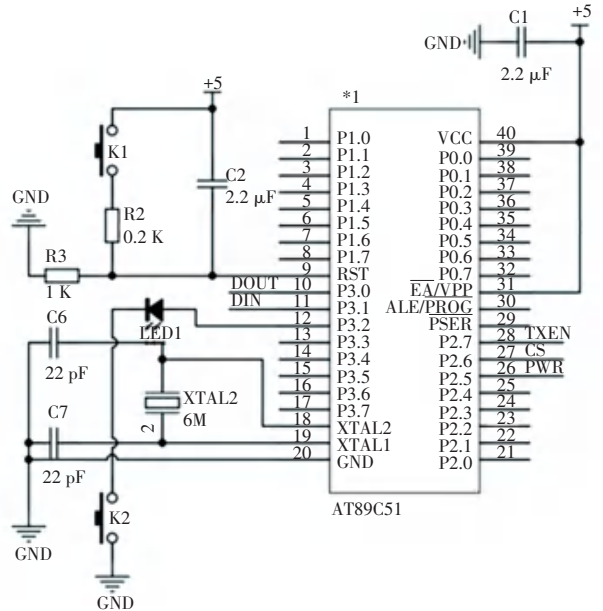 +5
C1
GND
2.2 μF
+5
*1
K1
C2
2.2 μF
GND
R2
0.2 K
R3
1 K
1 P1.0 VCC 40
2 P1.1 P0.0 39
3 P1.2 P0.1 38
4 P1.3 P0.2 37
5 P1.4 P0.3 36
6 P1.5 P0.4 35
7 P1.6 P0.5 34
8 P1.7 P0.6 33
9 RST P0.7 32
DOUT 10 P3.0 EA/VPP 31
DIN 11 P3.1 ALE/PROG 30
12 P3.2 PSER 29
13 P3.3 P2.7 28 TXEN
14 P3.4 P2.6 27 CS
15 P3.5 P2.5 26 PWR
16 P3.6 P2.4 25
17 P3.7 P2.3 24
18 XTAL2 P2.2 23
19 XTAL1 P2.1 22
20 GND P2.0 21
LED1
C6
22 pF
XTAL2
6M
2
C7
22 pF
K2
AT89C51
GND
GND